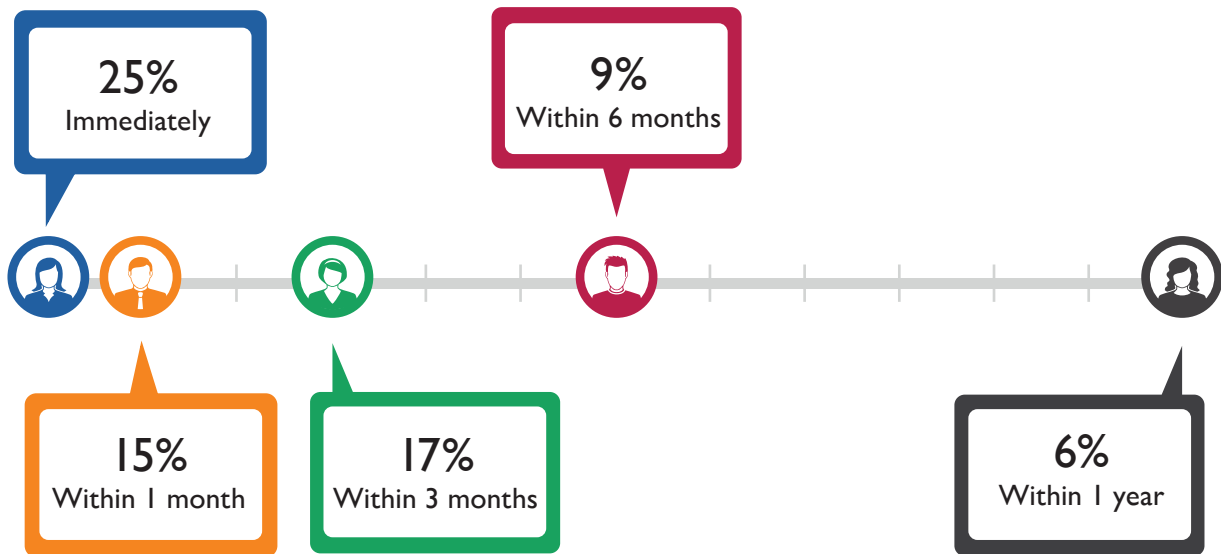 25%
Immediately
9%
Within 6 months
15%
Within 1 month
17%
Within 3 months
6%
Within 1 year